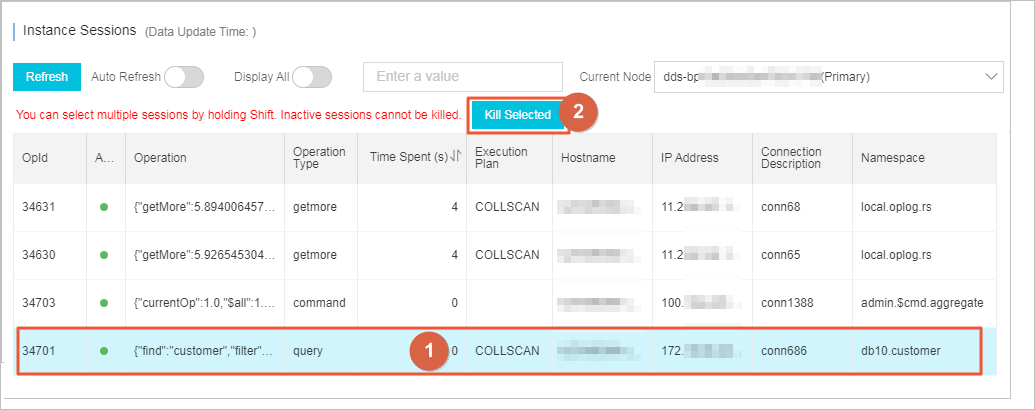 Instance Sessions (Data Update Time: )
Refresh Auto Refresh Display All Enter a value Current Node dds-bp (Primary)
You can select multiple sessions by holding Shift. Inactive sessions cannot be killed. Kill Selected 2
OpId A... Operation Operation Type Time Spent (s) Execution Plan Hostname IP Address Connection Description Namespace
34631 {"getMore":5.894006457... getmore 4 COLLSCAN 11.2 conn68 local.oplog.rs
34630 {"getMore":5.926545304... getmore 4 COLLSCAN 11.2 conn65 local.oplog.rs
34703 {"currentOp":1.0,"$all":1.... command 0 100. conn1388 admin.$cmd.aggregate
34701 {"find":"customer","filter"... query 1 0 COLLSCAN 172. conn686 db10.customer